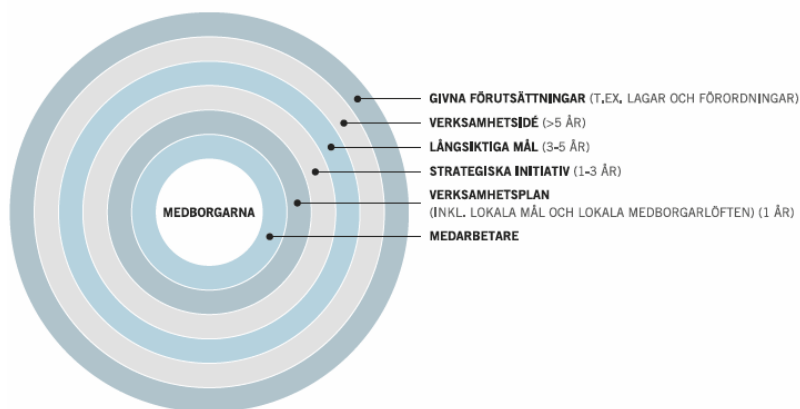 GIVNA FÖRUTSÄTTNINGAR (T.EX. LAGAR OCH FÖRORDNINGAR)
VERKSAMHETSIDÉ (>5 ÅR)
LÅNGSIKTIGA MÅL (3-5 ÅR)
STRATEGISKA INITIATIV (1-3 ÅR)
VERKSAMHETSPLAN
(INKL. LOKALA MÅL OCH LOKALA MEDBORGARLÖFTEN) (1 ÅR)
MEDBORGARNA
MEDARBETARE